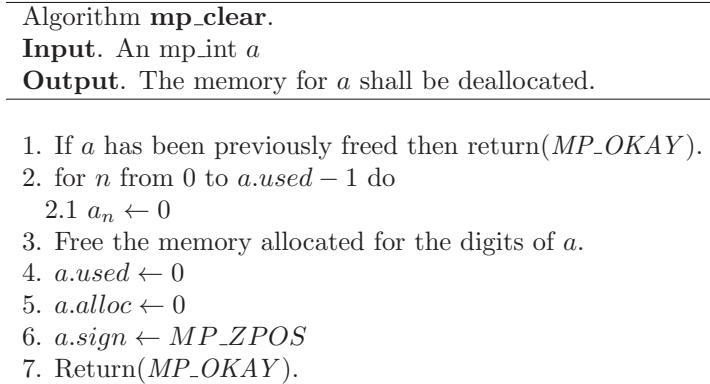 Algorithm mp_clear.
Input. An mp_int a
Output. The memory for a shall be deallocated.
1. If a has been previously freed then return(MP_OKAY).
2. for n from 0 to a.used − 1 do
2.1 aₙ ← 0
3. Free the memory allocated for the digits of a.
4. a.used ← 0
5. a.alloc ← 0
6. a.sign ← MP_ZPOS
7. Return(MP_OKAY).